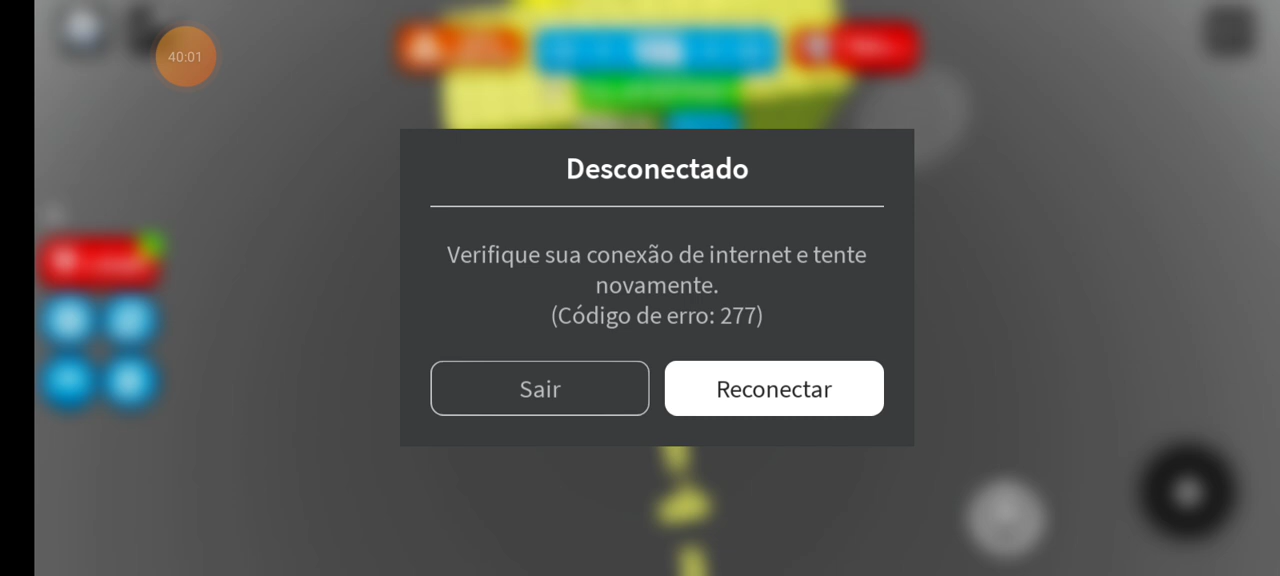 40:01
Desconectado
Verifique sua conexão de internet e tente
novamente.
(Código de erro: 277)
Sair
Reconectar